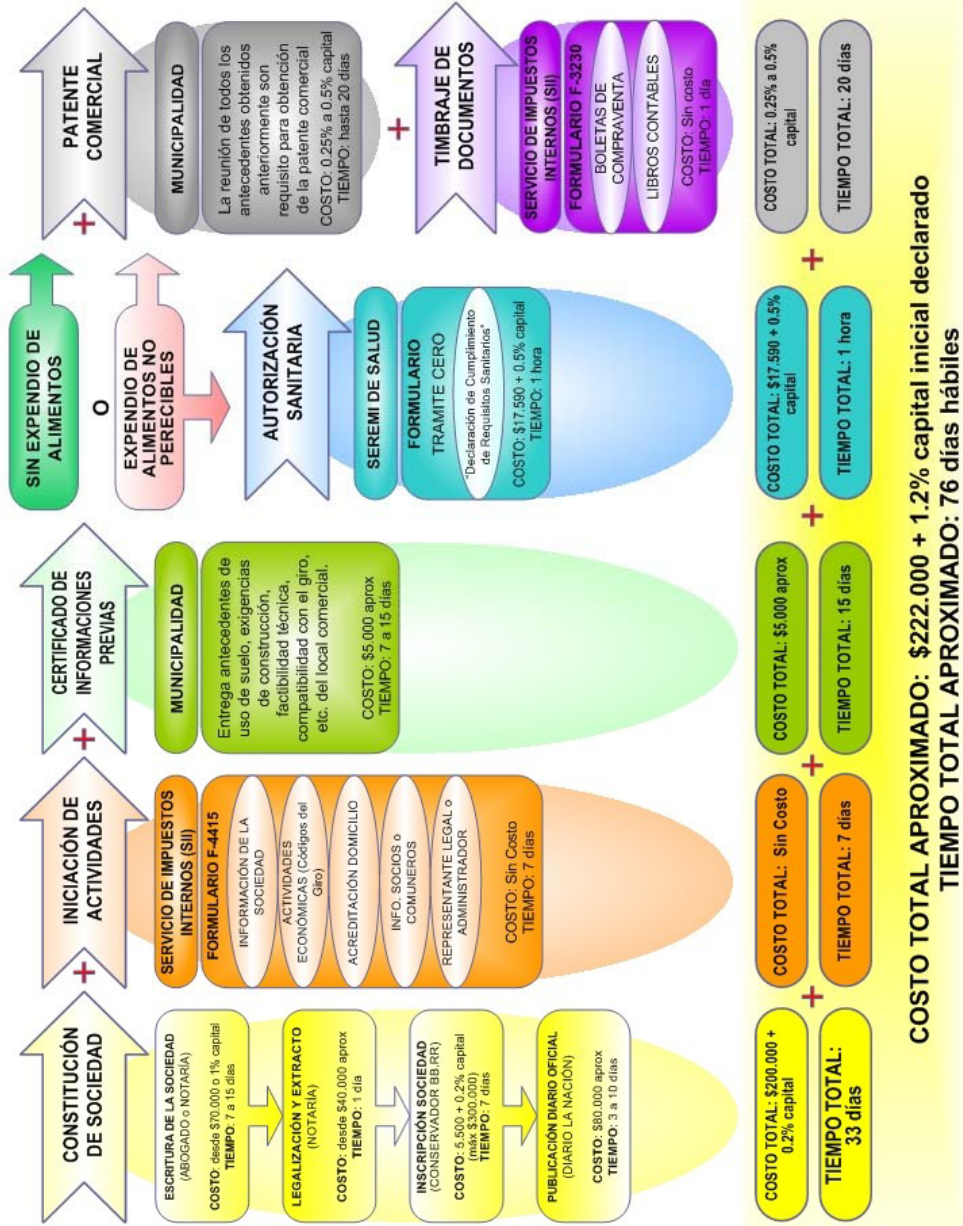 CONSTITUCIÓN
DE SOCIEDAD
ESCRITURA DE LA SOCIEDAD
(ABOGADO o NOTARÍA)
COSTO: desde $70.000 o 1% capital
TIEMPO: 7 a 15 días
LEGALIZACIÓN Y EXTRACTO
(NOTARÍA)
COSTO: desde $40.000 aprox
TIEMPO: 1 día
INSCRIPCIÓN SOCIEDAD
(CONSERVADOR BB.RR)
COSTO: 5.500 + 0.2% capital
(máx $300.000)
TIEMPO: 7 días
PUBLICACIÓN DIARIO OFICIAL
(DIARIO LA NACIÓN)
COSTO: $80.000 aprox
TIEMPO: 3 a 10 días
COSTO TOTAL: $200.000 +
0.2% capital
TIEMPO TOTAL:
33 días
+
INICIACIÓN DE
ACTIVIDADES
SERVICIO DE IMPUESTOS
INTERNOS (SII)
FORMULARIO F-4415
INFORMACIÓN DE LA
SOCIEDAD
ACTIVIDADES
ECONÓMICAS (Códigos del
Giro)
ACREDITACIÓN DOMICILIO
INFO. SOCIOS o
COMUNEROS
REPRESENTANTE LEGAL o
ADMINISTRADOR
COSTO: Sin Costo
TIEMPO: 7 días
+
COSTO TOTAL: Sin Costo
TIEMPO TOTAL: 7 días
+
CERTIFICADO DE
INFORMACIONES
PREVIAS
MUNICIPALIDAD
Entrega antecedentes de
uso de suelo, exigencias
de construcción,
factibilidad técnica,
compatibilidad con el giro,
etc. del local comercial.
COSTO: $5.000 aprox
TIEMPO: 7 a 15 días
+
COSTO TOTAL: $5.000 aprox
TIEMPO TOTAL: 15 días
SIN EXPENDIO DE
ALIMENTOS
O
EXPENDIO DE
ALIMENTOS NO
PERECIBLES
AUTORIZACIÓN
SANITARIA
SEREMI DE SALUD
FORMULARIO
TRAMITE CERO
"Declaración de Cumplimiento
de Requisitos Sanitarios"
COSTO: $17.590 + 0.5% capital
TIEMPO: 1 hora
+
COSTO TOTAL: $17.590 + 0.5%
capital
TIEMPO TOTAL: 1 hora
+
PATENTE
COMERCIAL
MUNICIPALIDAD
La reunión de todos los
antecedentes obtenidos
anteriormente son
requisito para obtención
de la patente comercial
COSTO: 0.25% a 0.5% capital
TIEMPO: hasta 20 días
+
TIMBRAJE DE
DOCUMENTOS
SERVICIO DE IMPUESTOS
INTERNOS (SII)
FORMULARIO F-3230
BOLETAS DE
COMPRAVENTA
LIBROS CONTABLES
COSTO: Sin costo
TIEMPO: 1 día
+
COSTO TOTAL: 0.25% a 0.5%
capital
TIEMPO TOTAL: 20 días
COSTO TOTAL APROXIMADO: $222.000 + 1.2% capital inicial declarado
TIEMPO TOTAL APROXIMADO: 76 días hábiles